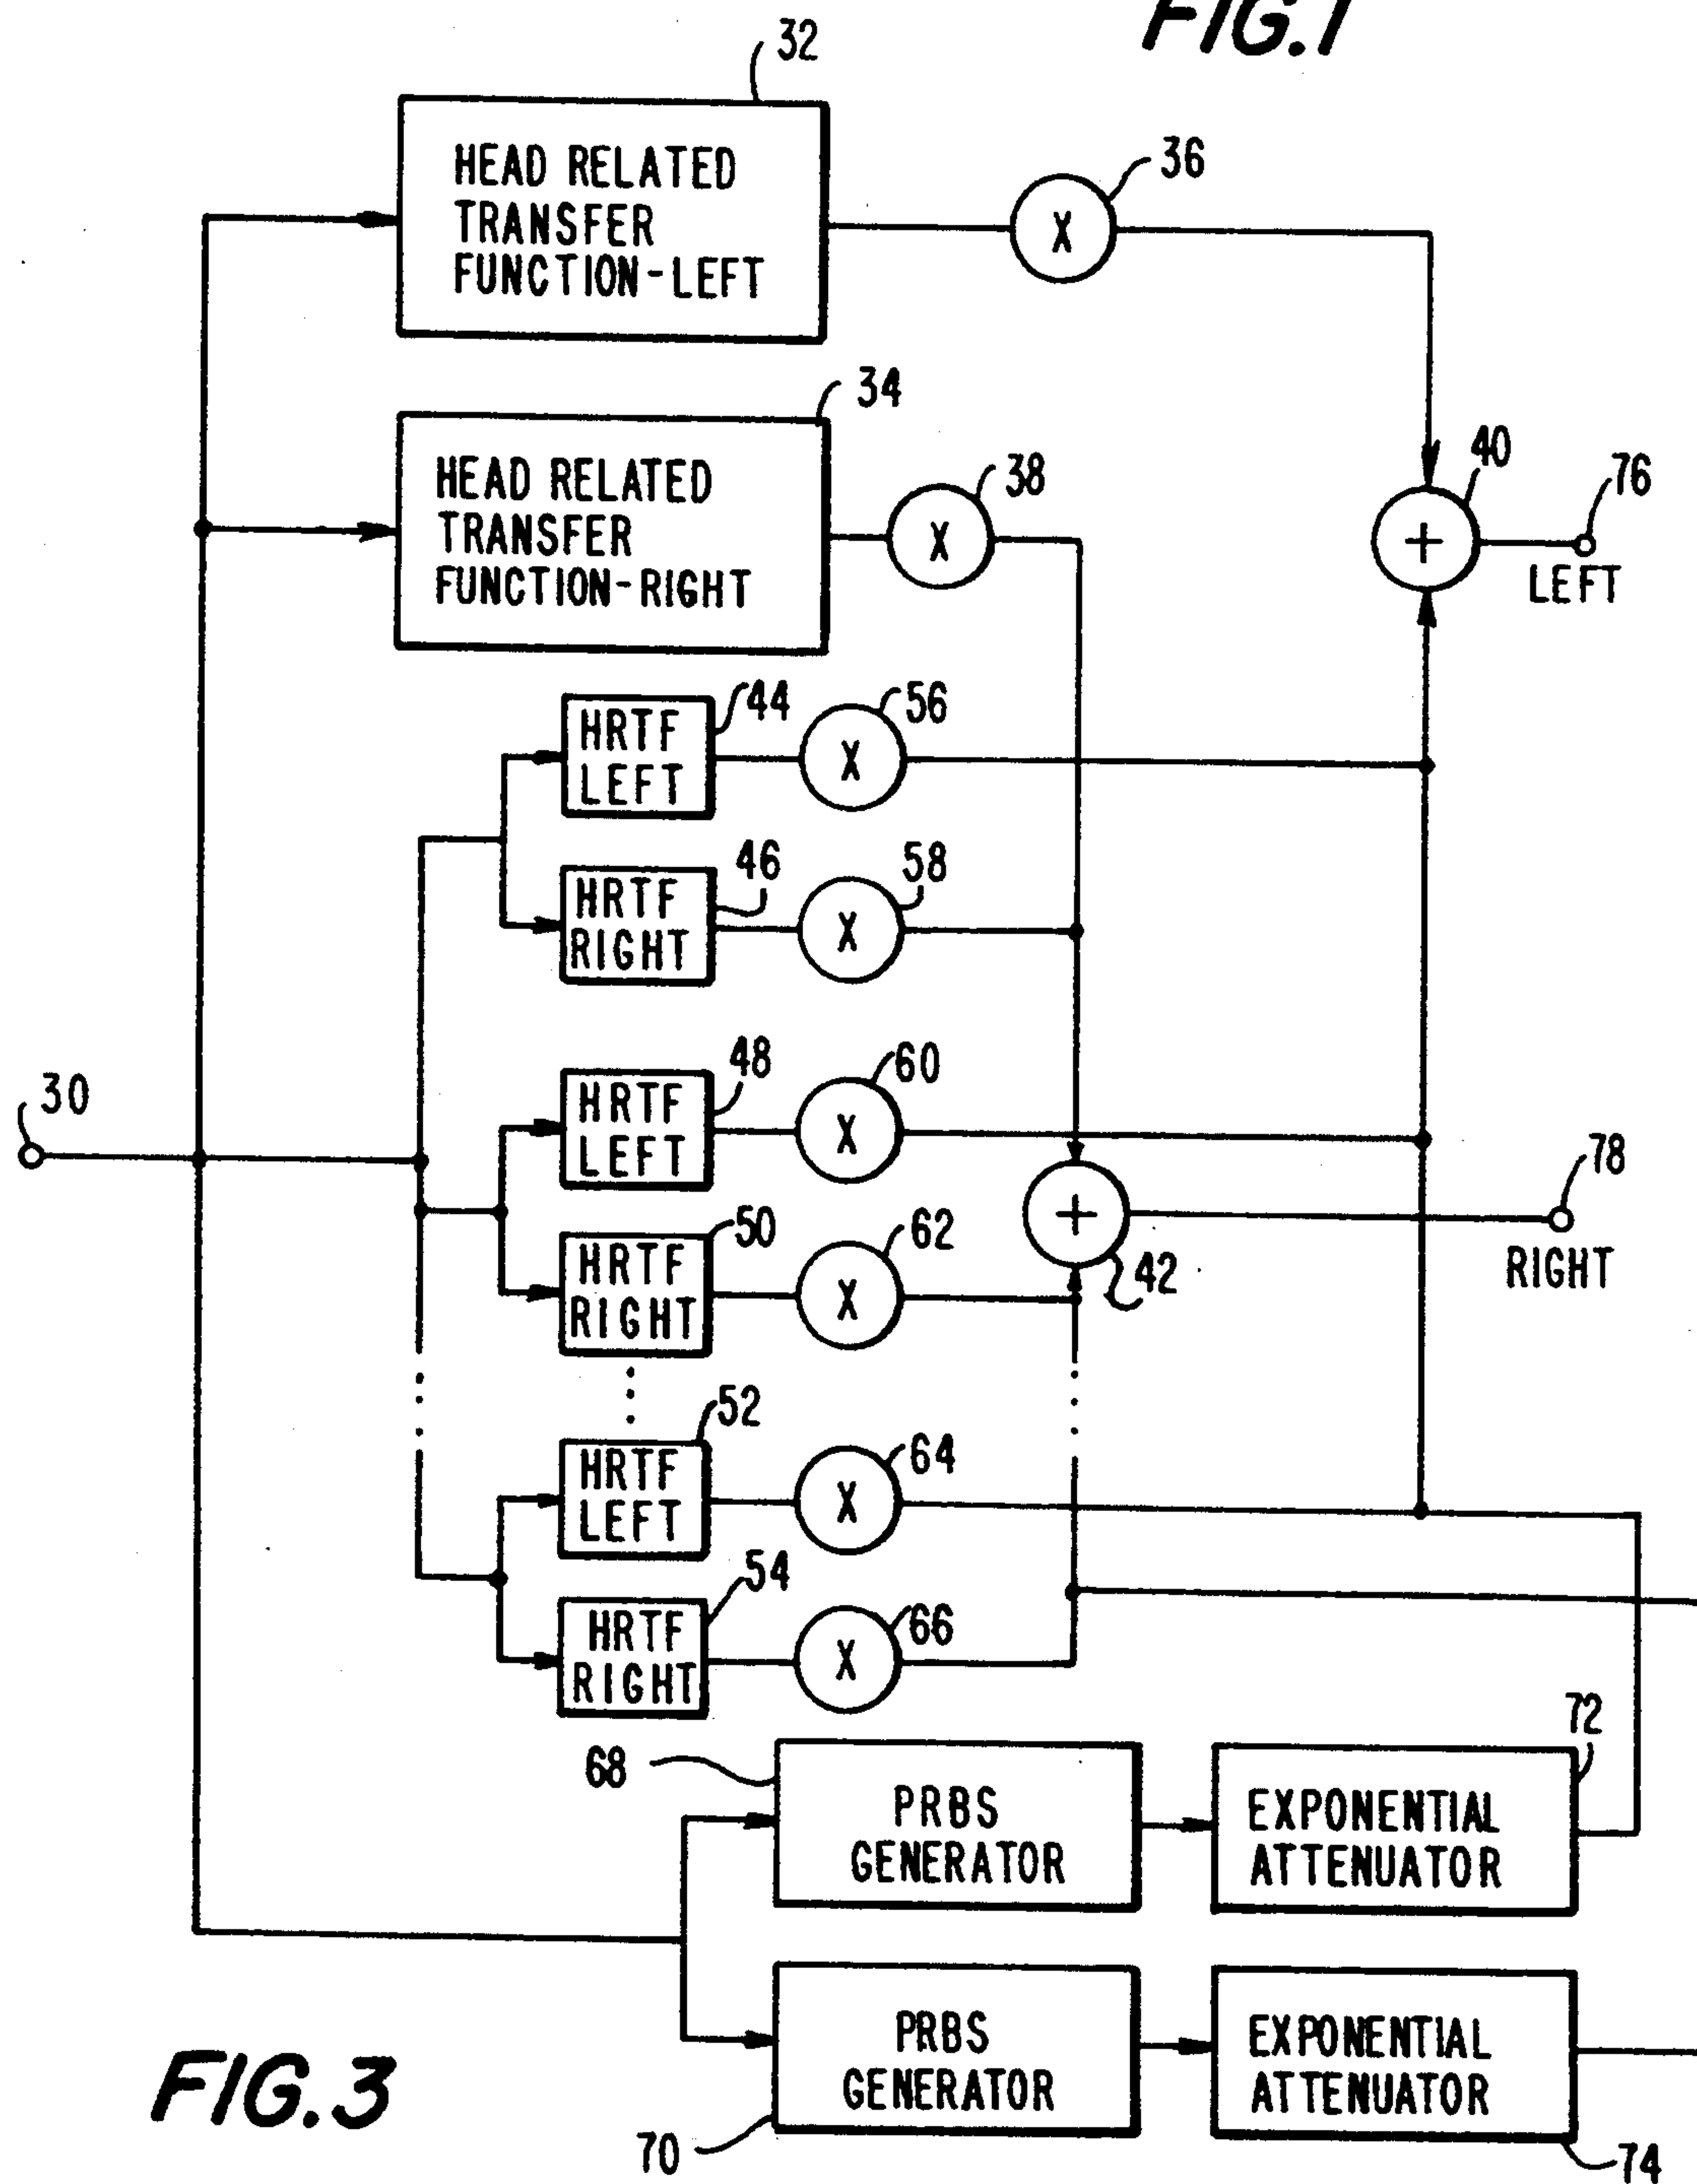 FIG.1
32
HEAD RELATED
TRANSFER
FUNCTION-LEFT
36
X
34
HEAD RELATED
TRANSFER
FUNCTION-RIGHT
38
X
40
+
76
LEFT
44
HRTF
LEFT
56
X
46
HRTF
RIGHT
58
X
30
48
HRTF
LEFT
60
X
78
RIGHT
+
42
50
HRTF
RIGHT
62
X
52
HRTF
LEFT
64
X
54
HRTF
RIGHT
66
X
68
PRBS
GENERATOR
72
EXPONENTIAL
ATTENUATOR
70
PRBS
GENERATOR
EXPONENTIAL
ATTENUATOR
74
FIG.3